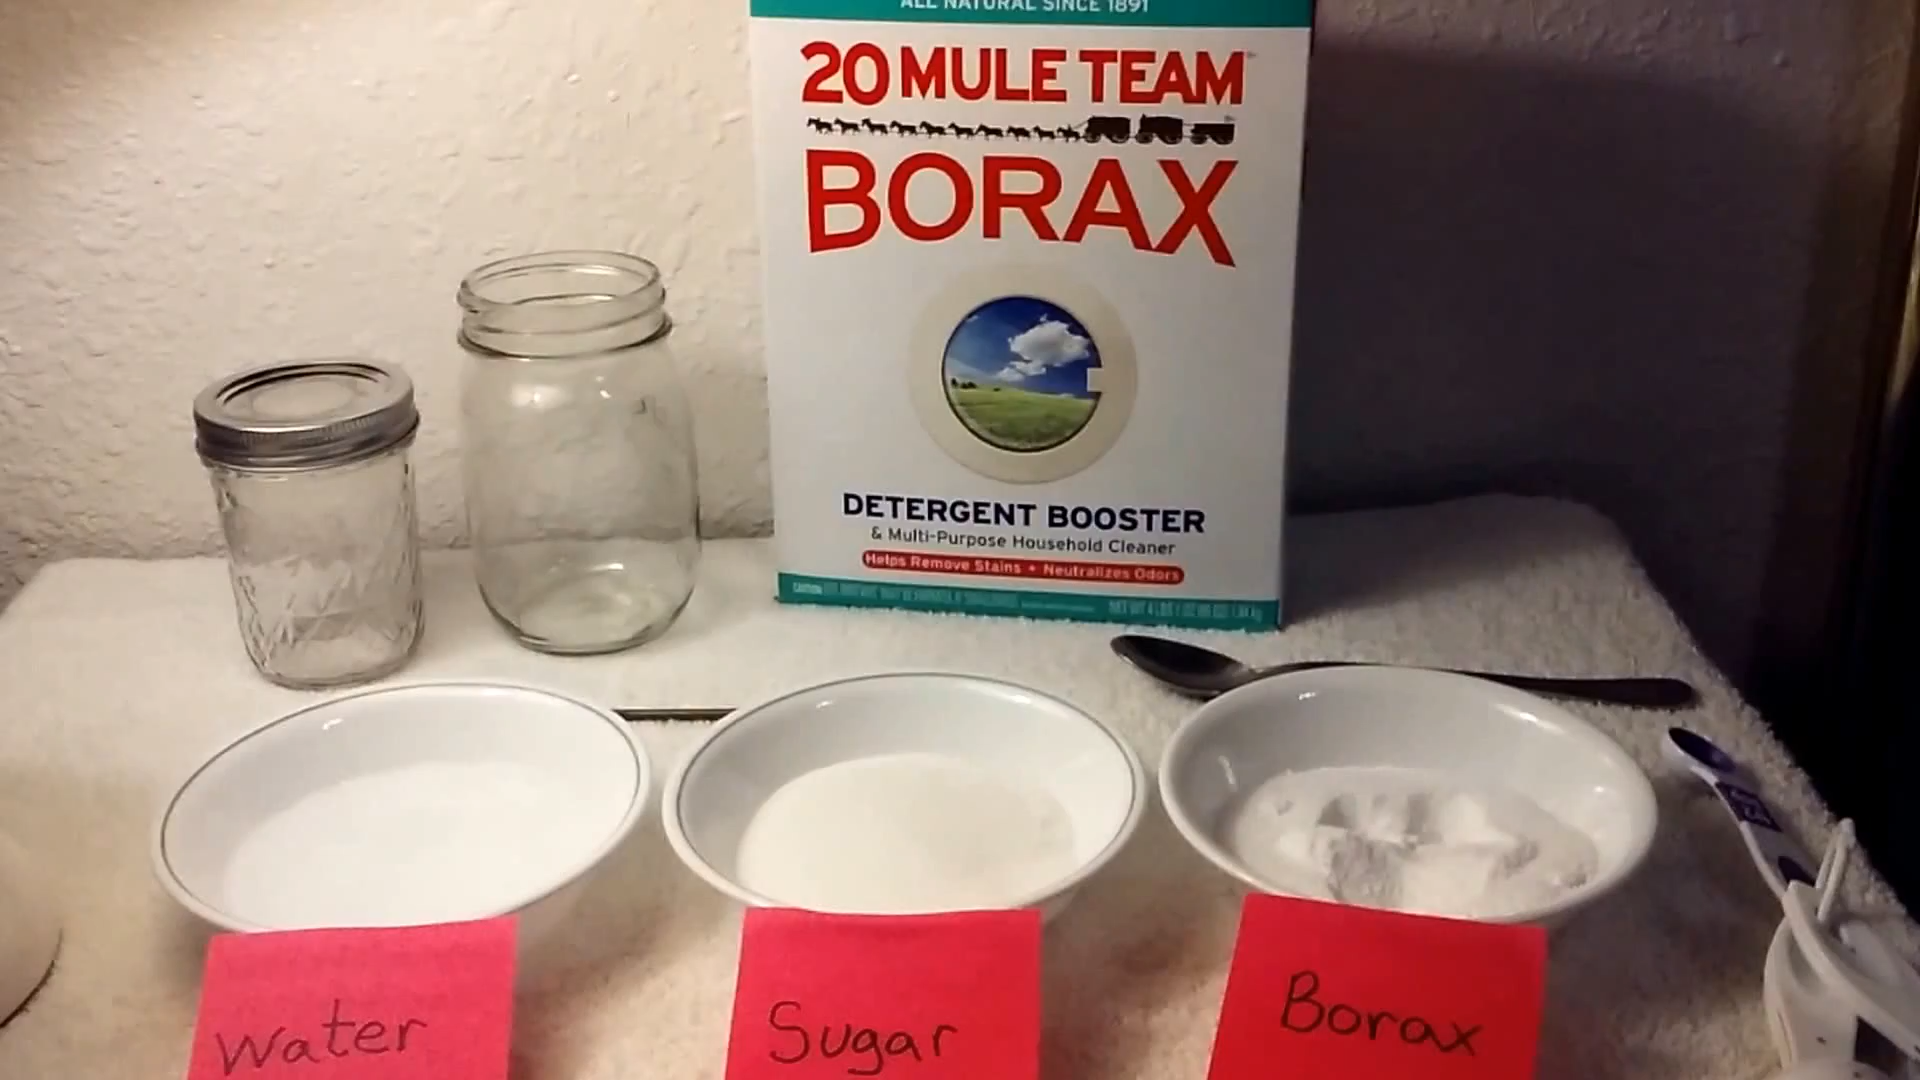 ALL NATURAL SINCE 1891
20 MULE TEAM
BORAX
DETERGENT BOOSTER
& Multi-Purpose Household Cleaner
Helps Remove Stains • Neutralizes Odors
CAUTION
Water
Sugar
Borax